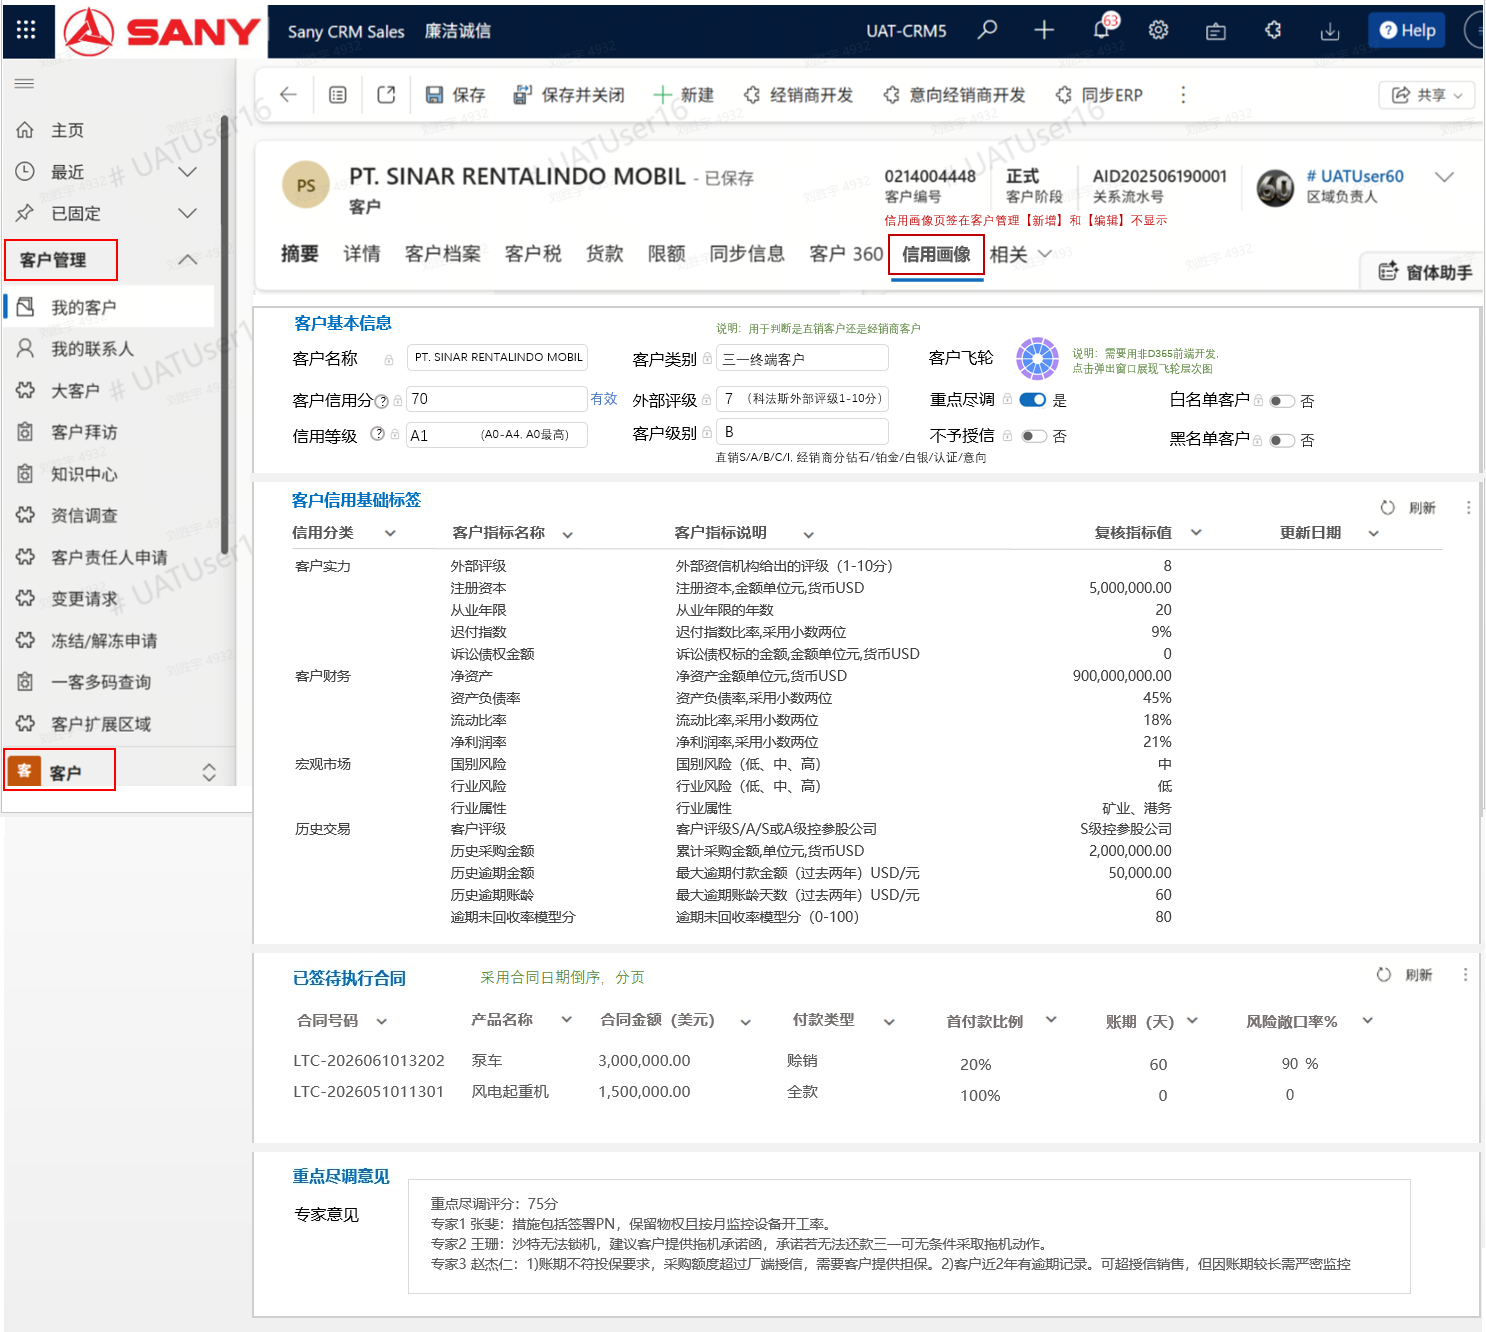 SANY
Sany CRM Sales 廉洁诚信
UAT-CRM5
63
Help
保存 保存并关闭 新建 经销商开发 意向经销商开发 同步ERP
共享
主页
最近
已固定
客户管理
我的客户
我的联系人
大客户
客户拜访
知识中心
资信调查
客户责任人申请
变更请求
冻结/解冻申请
一客多码查询
客户扩展区域
客 客户
# UATUser16
PS
PT. SINAR RENTALINDO MOBIL - 已保存
客户
0214004448
客户编号
正式
客户阶段
AID202506190001
关系流水号
60
# UATUser60
区域负责人
信用画像页签在客户管理【新增】和【编辑】不显示
摘要 详情 客户档案 客户税 货款 限额 同步信息 客户 360 信用画像 相关
窗体助手
客户基本信息
说明：用于判断是直销客户还是经销商客户
客户名称 PT. SINAR RENTALINDO MOBIL 客户类别 三一终端客户 客户飞轮
说明：需要用非D365前端开发,
点击弹出窗口展现飞轮层次图
客户信用分 70 有效 外部评级 7 （科法斯外部评级1-10分） 重点尽调 是 白名单客户 否
信用等级 A1 （A0-A4, A0最高） 客户级别 B 不予授信 否 黑名单客户 否
直销S/A/B/C/I. 经销商分钻石/铂金/白银/认证/意向
客户信用基础标签
刷新
信用分类 客户指标名称 客户指标说明 复核指标值 更新日期
客户实力 外部评级 外部资信机构给出的评级（1-10分） 8
注册资本 注册资本,金额单位元,货币USD 5,000,000.00
从业年限 从业年限的年数 20
迟付指数 迟付指数比率,采用小数两位 9%
诉讼债权金额 诉讼债权标的金额,金额单位元,货币USD 0
客户财务 净资产 净资产金额单位元,货币USD 900,000,000.00
资产负债率 资产负债率,采用小数两位 45%
流动比率 流动比率,采用小数两位 18%
净利润率 净利润率,采用小数两位 21%
宏观市场 国别风险 国别风险（低、中、高） 中
行业风险 行业风险（低、中、高） 低
行业属性 行业属性 矿业、港务
历史交易 客户评级 客户评级S/A/S或A级控参股公司 S级控参股公司
历史采购金额 累计采购金额,单位元,货币USD 2,000,000.00
历史逾期金额 最大逾期付款金额（过去两年）USD/元 50,000.00
历史逾期账龄 最大逾期账龄天数（过去两年）USD/元 60
逾期未回收率模型分 逾期未回收率模型分（0-100） 80
已签待执行合同 采用合同日期倒序，分页
刷新
合同号码 产品名称 合同金额（美元） 付款类型 首付款比例 账期（天） 风险敞口率%
LTC-2026061013202 泵车 3,000,000.00 赊销 20% 60 90 %
LTC-2026051011301 风电起重机 1,500,000.00 全款 100% 0 0
重点尽调意见
专家意见
重点尽调评分：75分
专家1 张斐：措施包括签署PN，保留物权且按月监控设备开工率。
专家2 王珊：沙特无法锁机，建议客户提供拖机承诺函，承诺若无法还款三一可无条件采取拖机动作。
专家3 赵杰仁：1)账期不符投保要求，采购额度超过厂端授信，需要客户提供担保。2)客户近2年有逾期记录。可超授信销售，但因账期较长需严密监控